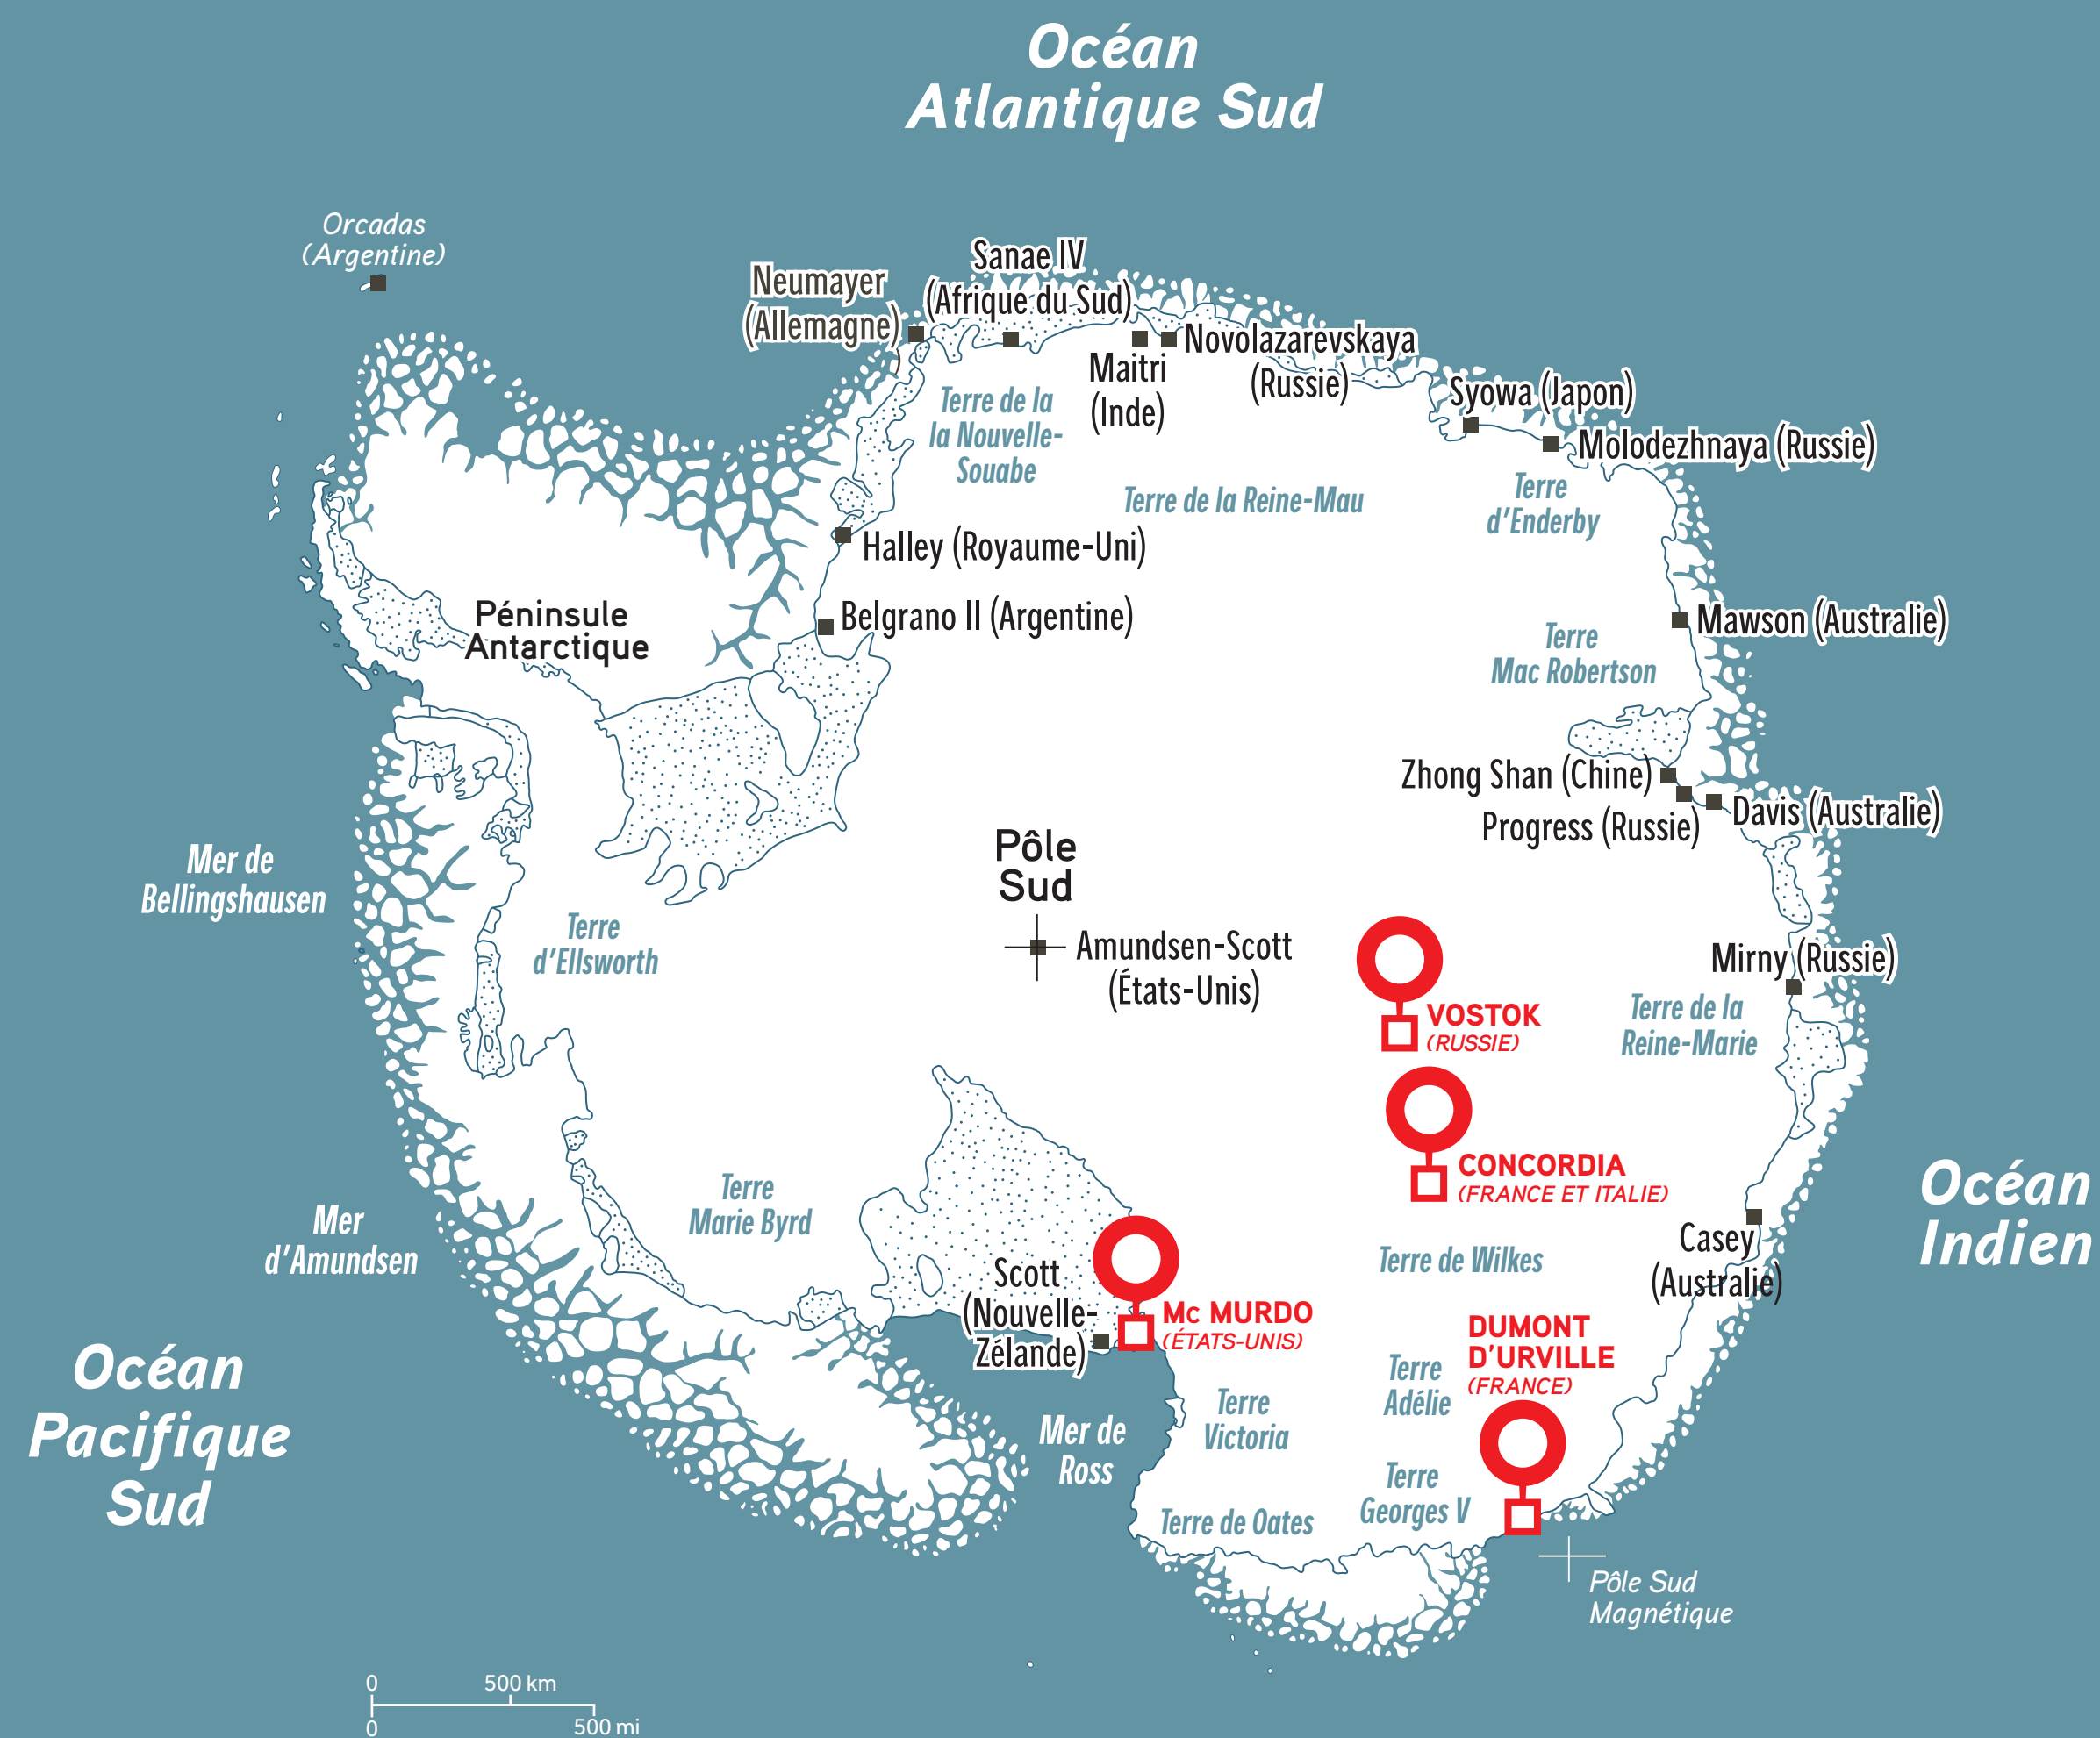 Océan
Atlantique Sud
Orcadas
(Argentine)
Neumayer
(Allemagne)
Sanae IV
(Afrique du Sud)
Maitri
(Inde)
Novolazarevskaya
(Russie)
Syowa (Japon)
Molodezhnaya (Russie)
Terre de la
la Nouvelle-
Souabe
Terre de la Reine-Mau
Terre
d'Enderby
Halley (Royaume-Uni)
Belgrano II (Argentine)
Péninsule
Antarctique
Mawson (Australie)
Terre
Mac Robertson
Zhong Shan (Chine)
Progress (Russie)
Davis (Australie)
Mer de
Bellingshausen
Terre
d'Ellsworth
Pôle
Sud
Amundsen-Scott
(États-Unis)
VOSTOK
(RUSSIE)
Mirny (Russie)
Terre de la
Reine-Marie
CONCORDIA
(FRANCE ET ITALIE)
Océan
Indien
Mer
d'Amundsen
Terre
Marie Byrd
Terre de Wilkes
Casey
(Australie)
Scott
(Nouvelle-
Zélande)
Mc MURDO
(ÉTATS-UNIS)
DUMONT
D'URVILLE
(FRANCE)
Terre
Adélie
Océan
Pacifique
Sud
Mer de
Ross
Terre
Victoria
Terre
Georges V
Terre de Oates
Pôle Sud
Magnétique
0 500 km
0 500 mi